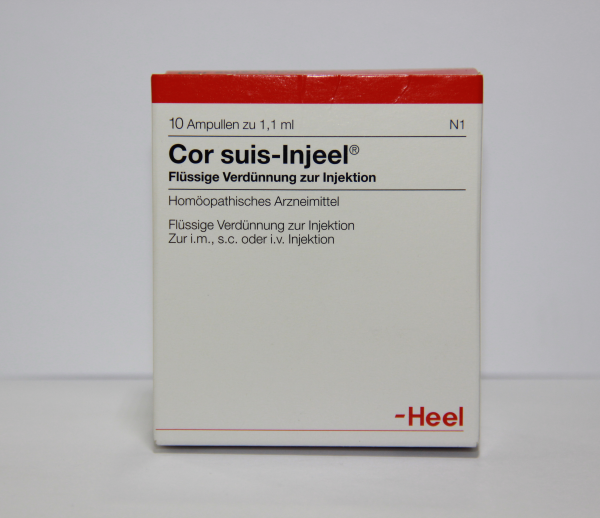 10 Ampullen zu 1,1 ml N1
Cor suis-Injeel®
Flüssige Verdünnung zur Injektion
Homöopathisches Arzneimittel
Flüssige Verdünnung zur Injektion
Zur i.m., s.c. oder i.v. Injektion
-Heel